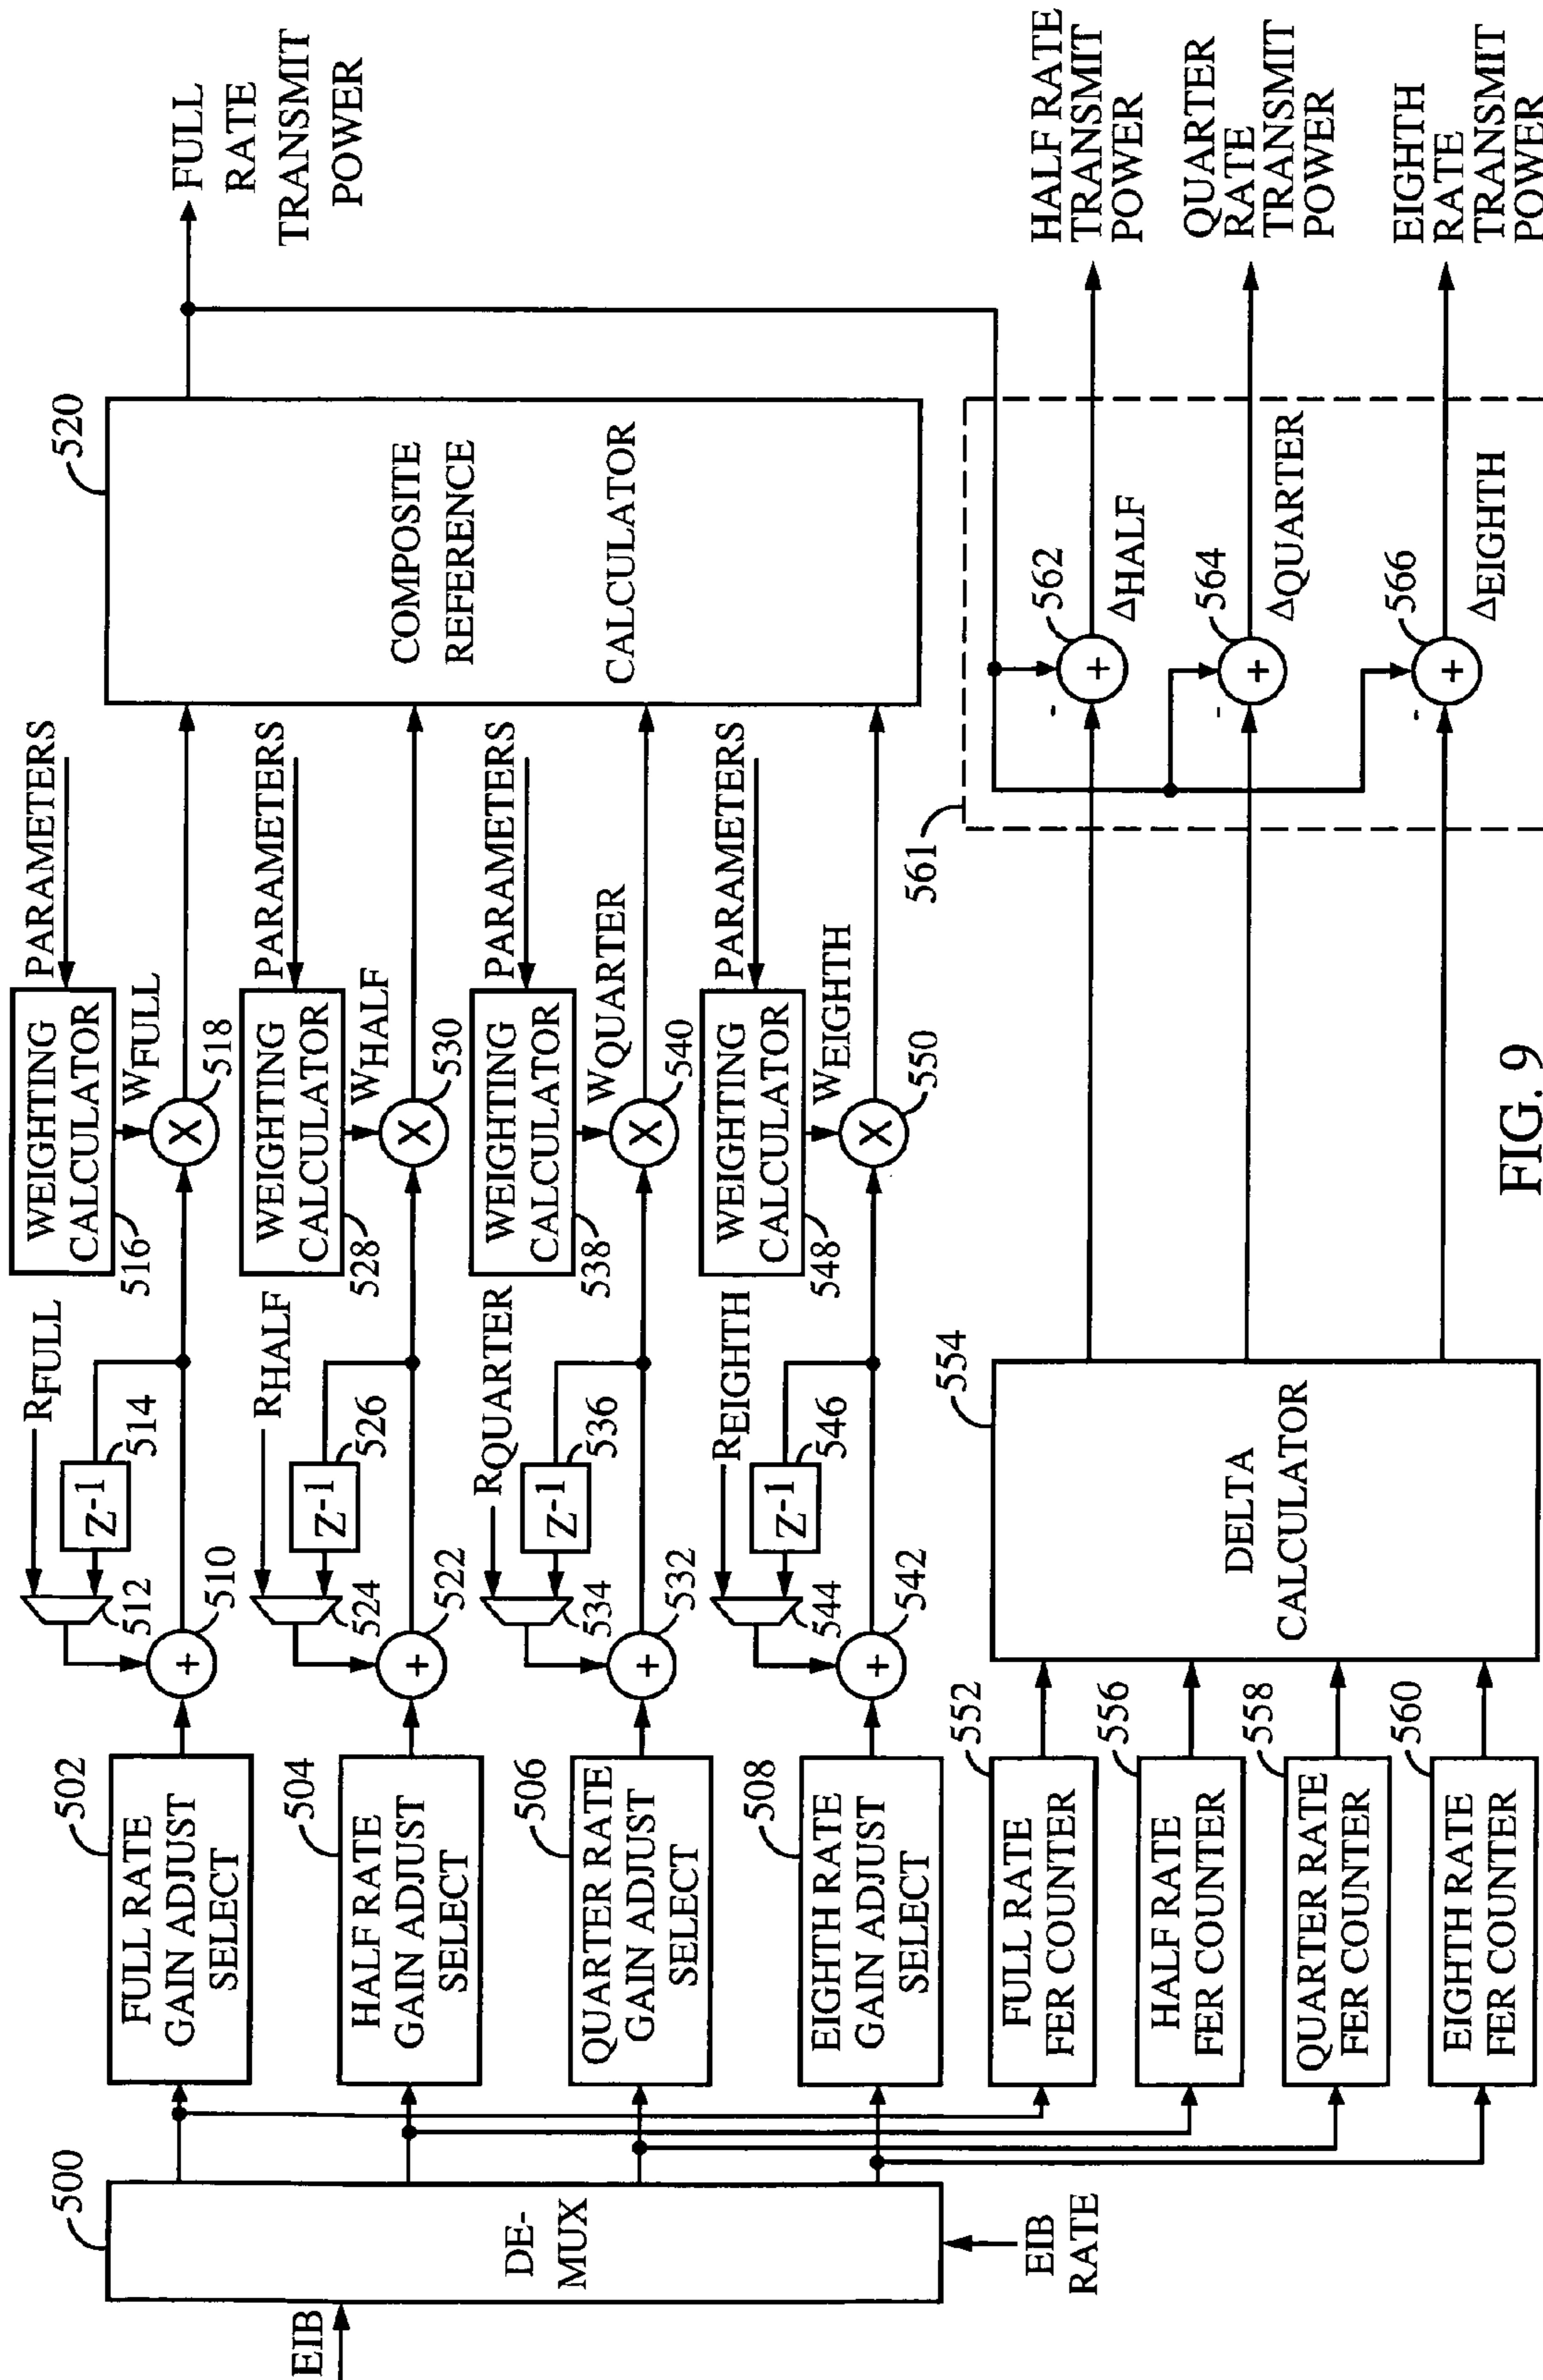 EIB
500
DE-
MUX
EIB
RATE
502
FULL RATE
GAIN ADJUST
SELECT
504
HALF RATE
GAIN ADJUST
SELECT
506
QUARTER RATE
GAIN ADJUST
SELECT
508
EIGHTH RATE
GAIN ADJUST
SELECT
552
FULL RATE
FER COUNTER
556
HALF RATE
FER COUNTER
558
QUARTER RATE
FER COUNTER
560
EIGHTH RATE
FER COUNTER
RFULL
512
Z-1
514
+
510
RHALF
524
Z-1
526
+
522
RQUARTER
534
Z-1
536
+
532
REIGHTH
544
Z-1
546
+
542
554
DELTA
CALCULATOR
WEIGHTING
CALCULATOR
516
PARAMETERS
WFULL
X
518
WEIGHTING
CALCULATOR
528
PARAMETERS
WHALF
X
530
WEIGHTING
CALCULATOR
538
PARAMETERS
WQUARTER
X
540
WEIGHTING
CALCULATOR
548
PARAMETERS
WEIGHTH
X
550
520
COMPOSITE
REFERENCE
CALCULATOR
561
-
+
562
ΔHALF
-
+
564
ΔQUARTER
-
+
566
ΔEIGHTH
FULL
RATE
TRANSMIT
POWER
HALF RATE
TRANSMIT
POWER
QUARTER
RATE
TRANSMIT
POWER
EIGHTH
RATE
TRANSMIT
POWER
FIG. 9